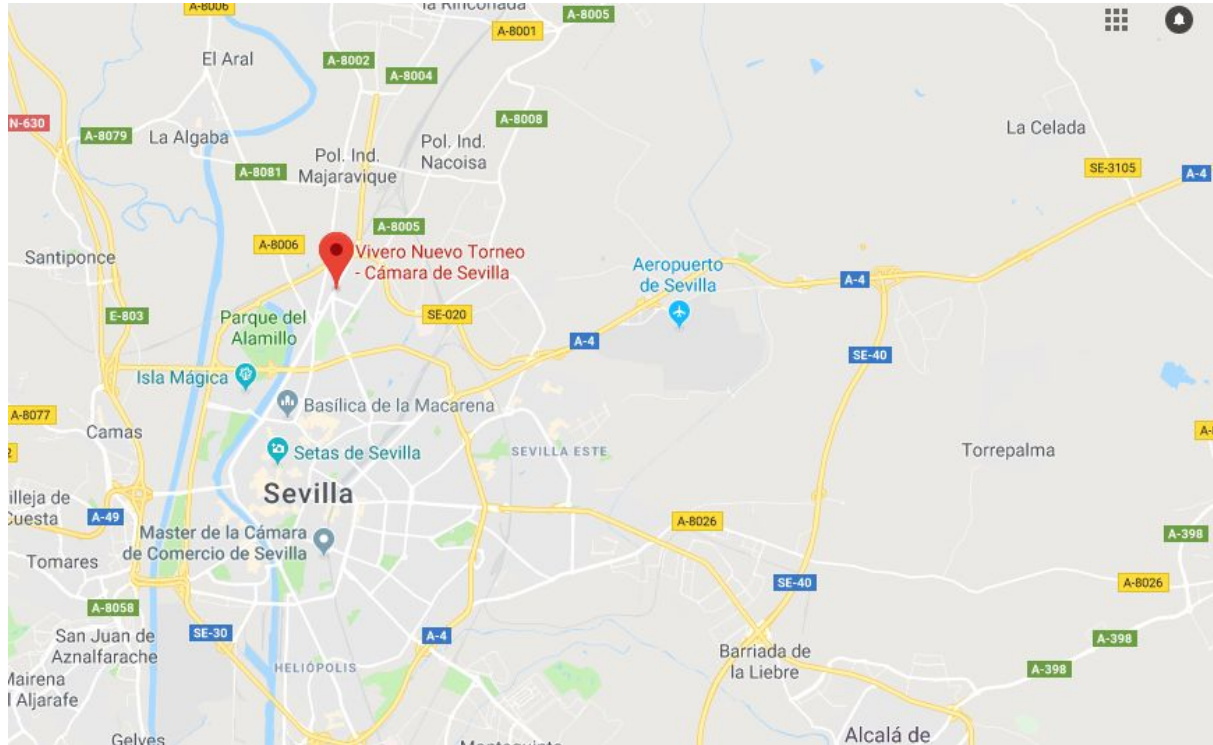 A-8006
la Rinconada
A-8005
A-8001
El Aral
A-8002
A-8004
N-630
A-8079
La Algaba
A-8008
Pol. Ind.
Nacoisa
La Celada
Pol. Ind.
Majaravique
A-8081
SE-3105
A-4
A-8005
A-8006
Santiponce
Vivero Nuevo Torneo
- Cámara de Sevilla
Aeropuerto
de Sevilla
A-4
E-803
Parque del
Alamillo
SE-020
A-4
SE-40
Isla Mágica
Basílica de la Macarena
A-8077
Camas
Setas de Sevilla
SEVILLA ESTE
Torrepalma
Sevilla
illeja de
Cuesta
A-49
A-8026
Master de la Cámara
de Comercio de Sevilla
A-398
Tomares
SE-40
A-8026
A-8058
San Juan de
Aznalfarache
SE-30
A-4
A-398
Barriada de
la Liebre
HELIÓPOLIS
A-398
Mairena
l Aljarafe
Gelves
Alcalá de